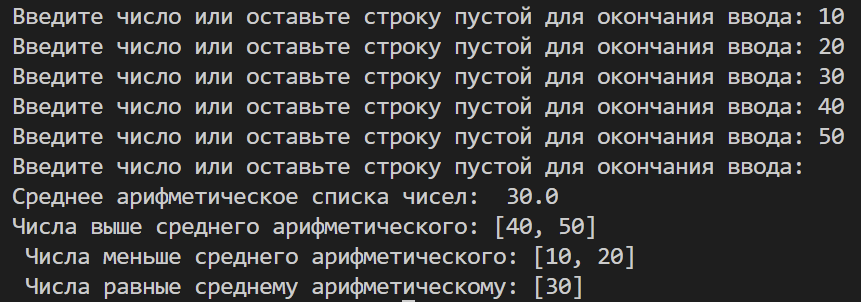 Введите число или оставьте строку пустой для окончания ввода: 10
Введите число или оставьте строку пустой для окончания ввода: 20
Введите число или оставьте строку пустой для окончания ввода: 30
Введите число или оставьте строку пустой для окончания ввода: 40
Введите число или оставьте строку пустой для окончания ввода: 50
Введите число или оставьте строку пустой для окончания ввода:
Среднее арифметическое списка чисел:  30.0
Числа выше среднего арифметического: [40, 50]
 Числа меньше среднего арифметического: [10, 20]
 Числа равные среднему арифметическому: [30]